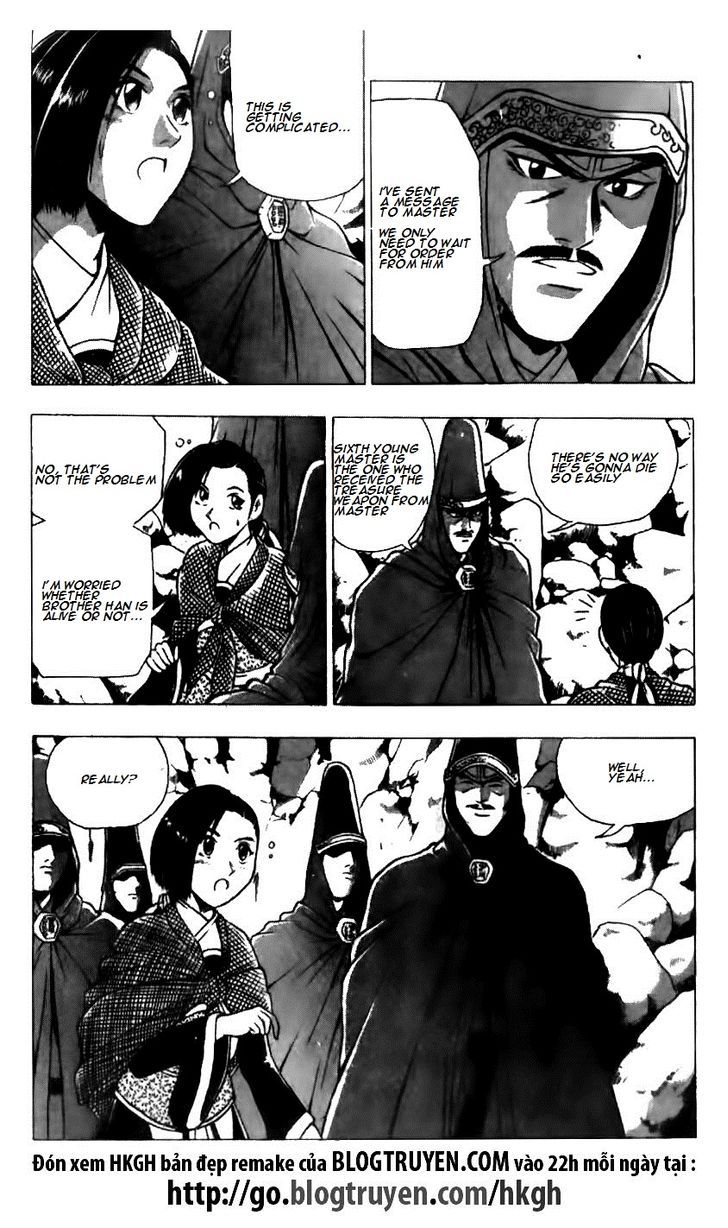 THIS IS
GETTING
COMPLICATED...
I'VE SENT
A MESSAGE
TO MASTER
WE ONLY
NEED TO WAIT
FOR ORDER
FROM HIM
NO, THAT'S
NOT THE PROBLEM
I'M WORRIED
WHETHER
BROTHER HAN IS
ALIVE OR NOT...
SIXTH YOUNG
MASTER IS
THE ONE WHO
RECEIVED THE
TREASURE
WEAPON FROM
MASTER
THERE'S NO WAY
HE'S GONNA DIE
SO EASILY
REALLY?
WELL,
YEAH...
Đón xem HKGH bản đẹp remake của BLOGTRUYEN.COM vào 22h mỗi ngày tại :
http://go.blogtruyen.com/hkgh